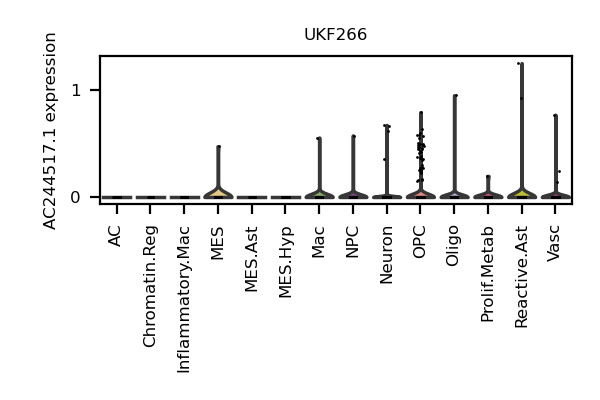 UKF266
AC244517.1 expression
1
0
AC
Chromatin.Reg
Inflammatory.Mac
MES
MES.Ast
MES.Hyp
Mac
NPC
Neuron
OPC
Oligo
Prolif.Metab
Reactive.Ast
Vasc